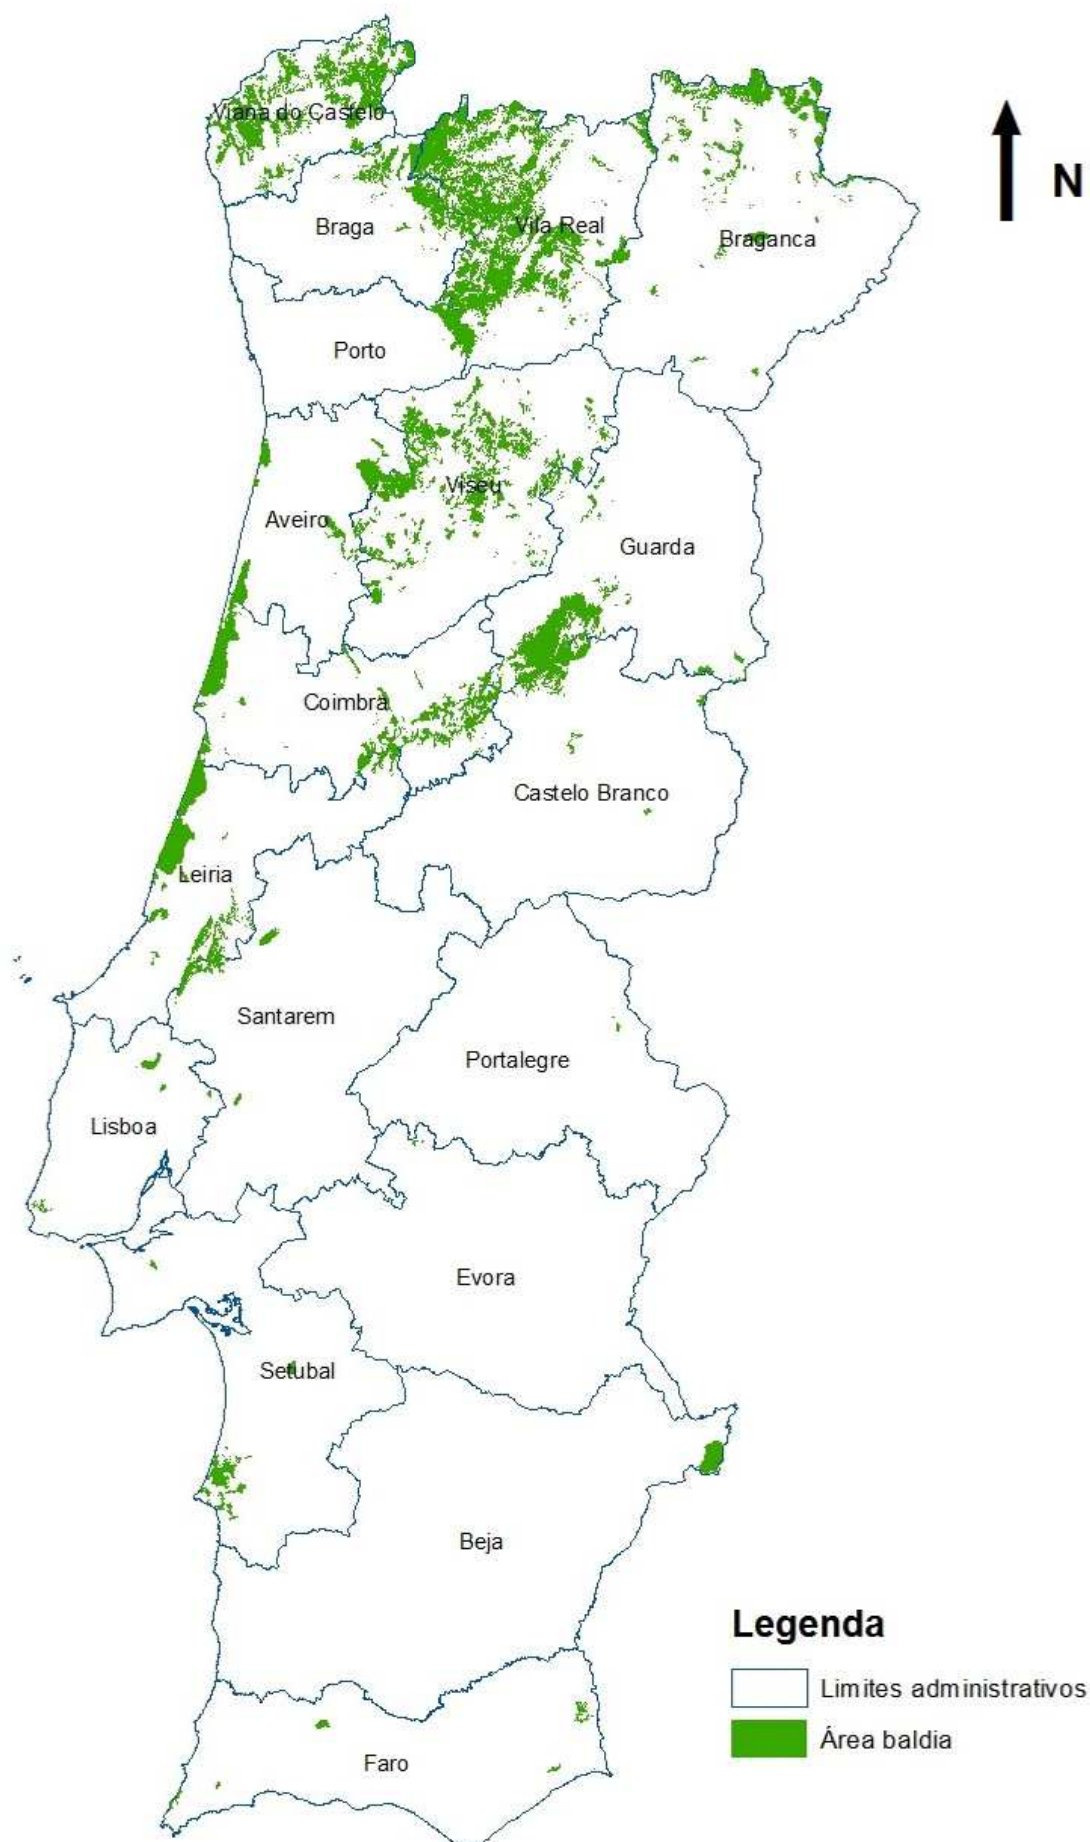 Viana do Castelo
N
Braga
Vila Real
Braganca
Porto
Viseu
Aveiro
Guarda
Coimbra
Castelo Branco
Leiria
Santarem
Portalegre
Lisboa
Evora
Setubal
Beja
Faro
Legenda
Limites administrativos
Área baldia